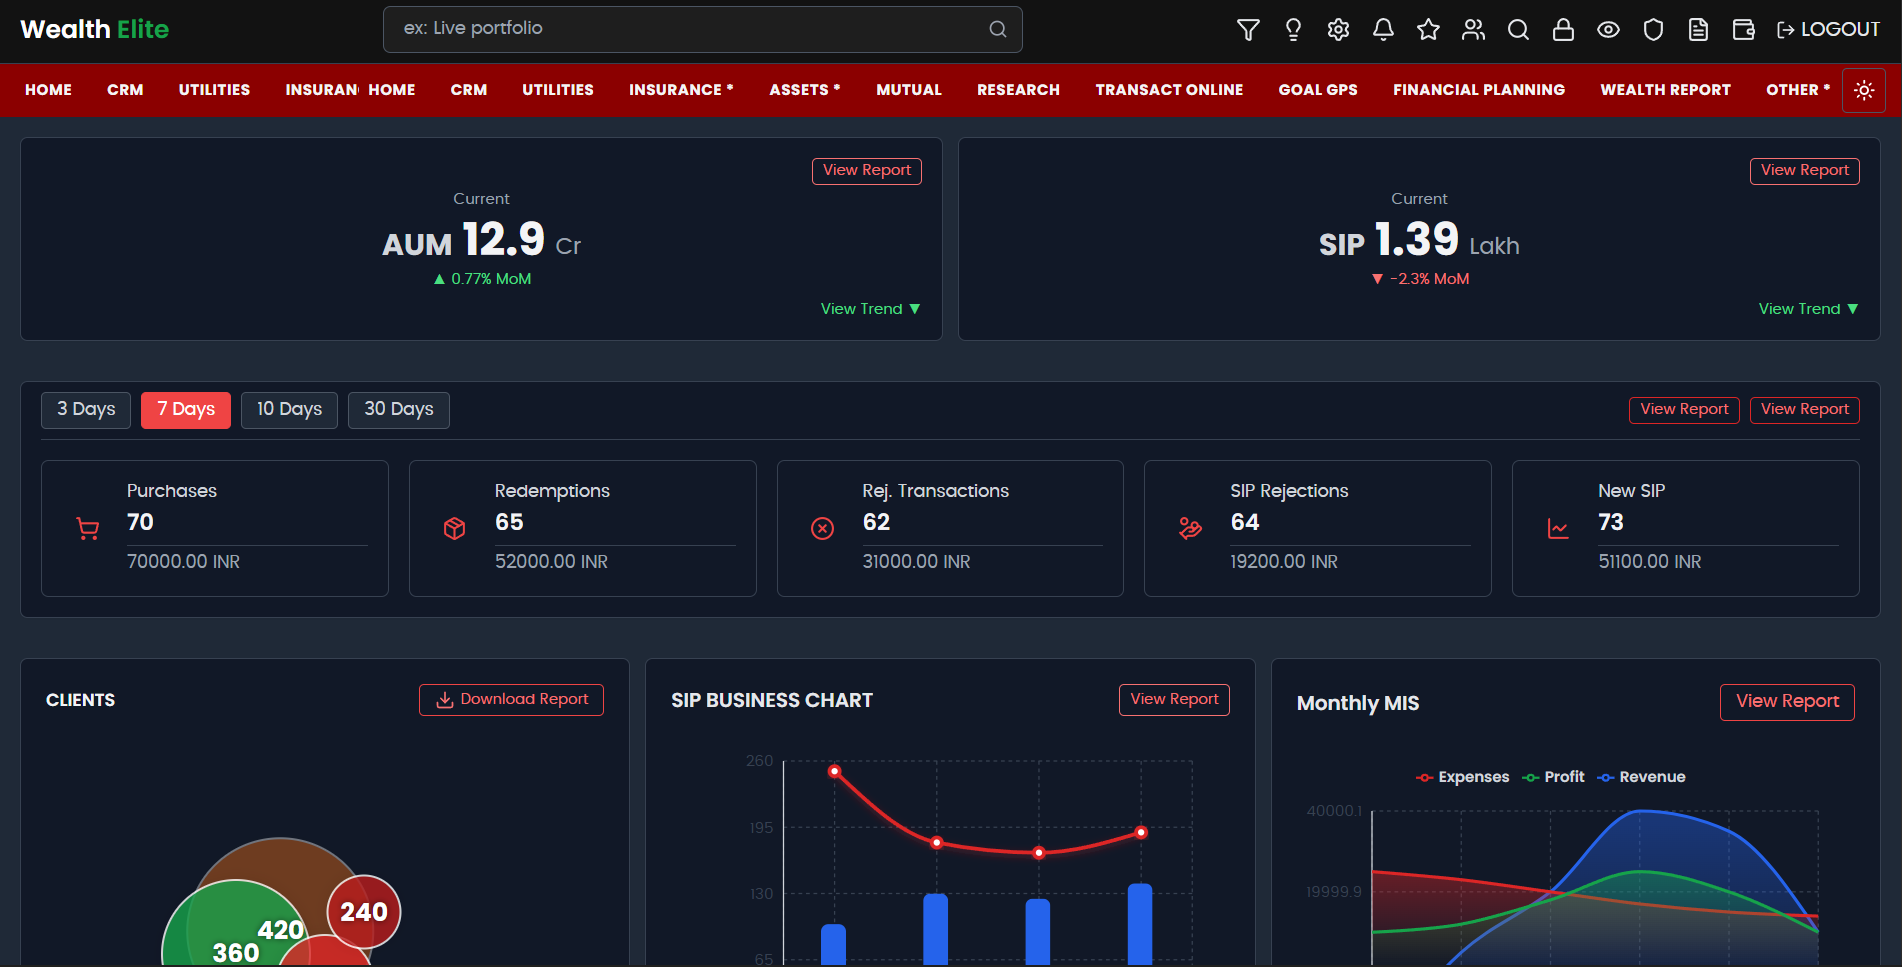 Wealth Elite
ex: Live portfolio
LOGOUT
HOME CRM UTILITIES INSURAN HOME CRM UTILITIES INSURANCE * ASSETS * MUTUAL RESEARCH TRANSACT ONLINE GOAL GPS FINANCIAL PLANNING WEALTH REPORT OTHER *
View Report
Current
AUM 12.9 Cr
▲ 0.77% MoM
View Trend ▼
View Report
Current
SIP 1.39 Lakh
▼ -2.3% MoM
View Trend ▼
3 Days 7 Days 10 Days 30 Days View Report View Report
Purchases
70
70000.00 INR
Redemptions
65
52000.00 INR
Rej. Transactions
62
31000.00 INR
SIP Rejections
64
19200.00 INR
New SIP
73
51100.00 INR
CLIENTS Download Report
240
420
360
SIP BUSINESS CHART View Report
260
195
130
65
Monthly MIS View Report
Expenses Profit Revenue
40000.1
19999.9